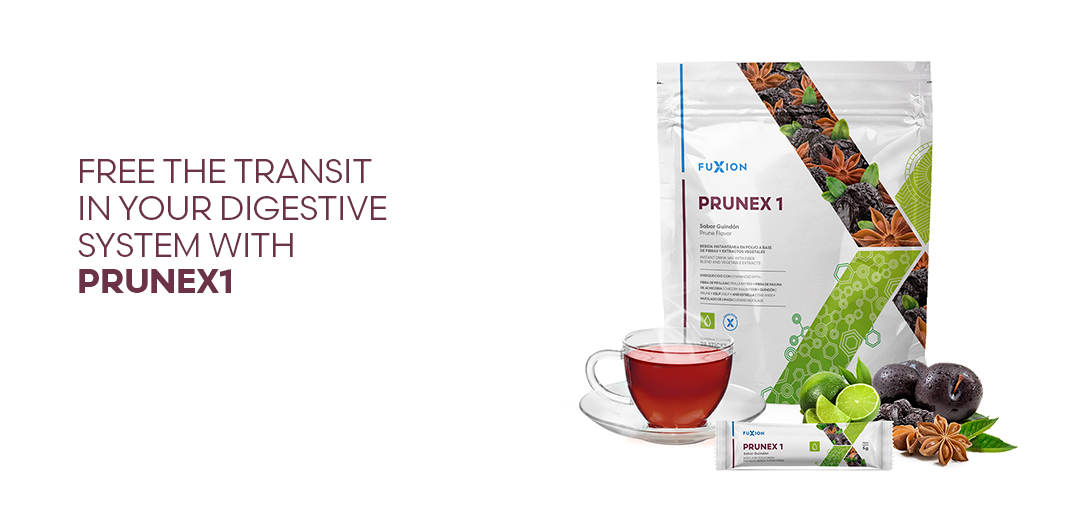 FREE THE TRANSIT
IN YOUR DIGESTIVE
SYSTEM WITH
PRUNEX1
FUXION
PRUNEX 1
Sabor Guindón
Prune Flavor
BEBIDA INSTANTÁNEA EN POLVO A BASE
DE FIBRAS Y EXTRACTOS VEGETALES
INSTANT DRINK MIX WITH FIBER
BLEND AND VEGETABLE EXTRACTS
FUXION
PRUNEX 1
Sabor Guindón
5g